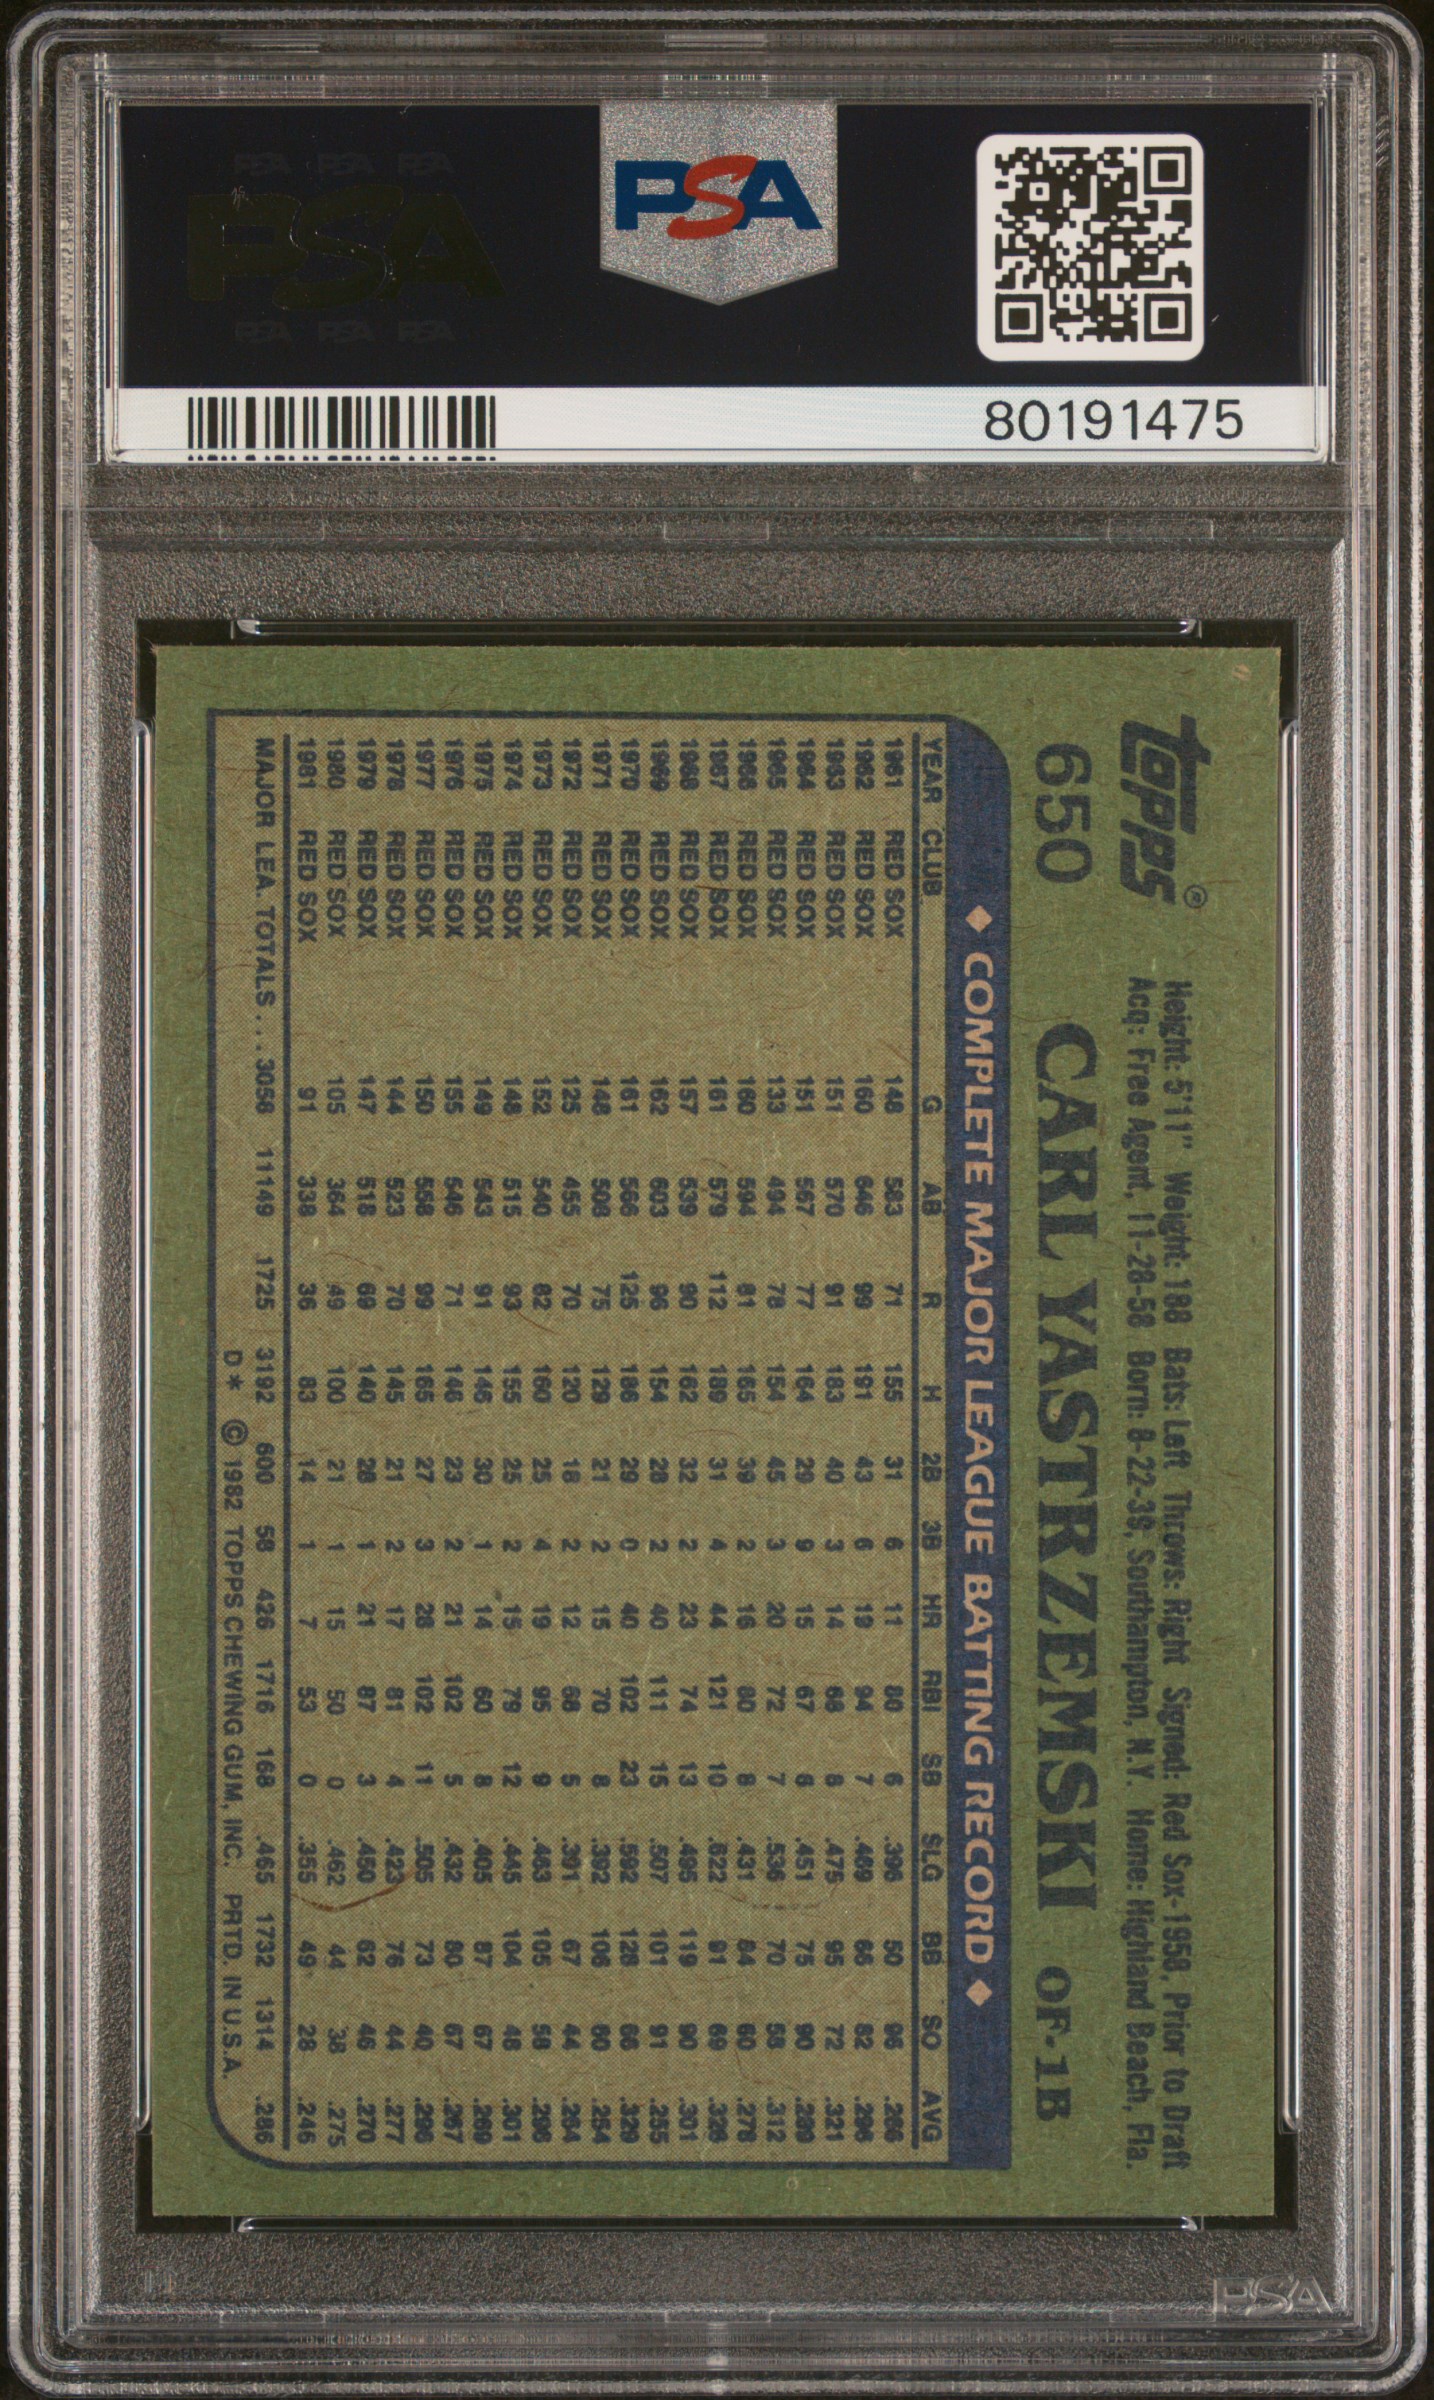 PSA PSA PSA
PSA
PSA PSA PSA
PSA
80191475
topps®
Height: 5'11" Weight: 188 Bats: Left Throws: Right Signed: Red Sox-1958, Prior to Draft
Acq: Free Agent, 11-28-58 Born: 8-22-39, Southampton, N.Y. Home: Highland Beach, Fla.
650 CARL YASTRZEMSKI OF-1B
◆ COMPLETE MAJOR LEAGUE BATTING RECORD ◆
YEAR CLUB G AB R H 2B 3B HR RBI SB SLG BB SO AVG
1961 RED SOX 148 583 71 155 31 6 11 80 6 .396 50 96 .266
1962 RED SOX 160 646 99 191 43 6 19 94 7 .469 66 82 .296
1963 RED SOX 151 570 91 183 40 3 14 68 8 .475 95 72 .321
1964 RED SOX 151 567 77 164 29 9 15 67 6 .451 75 90 .289
1965 RED SOX 133 494 78 154 45 3 20 72 7 .536 70 58 .312
1966 RED SOX 160 594 81 165 39 2 16 80 8 .431 84 60 .278
1967 RED SOX 161 579 112 189 31 4 44 121 10 .622 91 69 .326
1968 RED SOX 157 539 90 162 32 2 23 74 13 .495 119 90 .301
1969 RED SOX 162 603 96 154 28 2 40 111 15 .507 101 91 .255
1970 RED SOX 161 566 125 186 29 0 40 102 23 .592 128 66 .329
1971 RED SOX 148 508 75 129 21 2 15 70 8 .392 106 60 .254
1972 RED SOX 125 455 70 120 18 2 12 68 5 .391 67 44 .264
1973 RED SOX 152 540 82 160 25 4 19 95 9 .463 105 58 .296
1974 RED SOX 148 515 93 155 25 2 15 79 12 .445 104 48 .301
1975 RED SOX 149 543 91 146 30 1 14 60 8 .405 87 67 .269
1976 RED SOX 155 546 71 146 23 2 21 102 5 .432 80 67 .267
1977 RED SOX 150 558 99 165 27 3 28 102 11 .505 73 40 .296
1978 RED SOX 144 523 70 145 21 2 17 81 4 .423 76 44 .277
1979 RED SOX 147 518 69 140 28 1 21 87 3 .450 62 46 .270
1980 RED SOX 105 364 49 100 21 1 15 50 0 .462 44 38 .275
1981 RED SOX 91 338 36 83 14 1 7 53 0 .355 49 28 .246
MAJOR LEA. TOTALS...3056 11149 1725 3192 600 58 426 1716 168 .465 1732 1314 .286
D* © 1982 TOPPS CHEWING GUM, INC. PRTD. IN U.S.A.
PSA